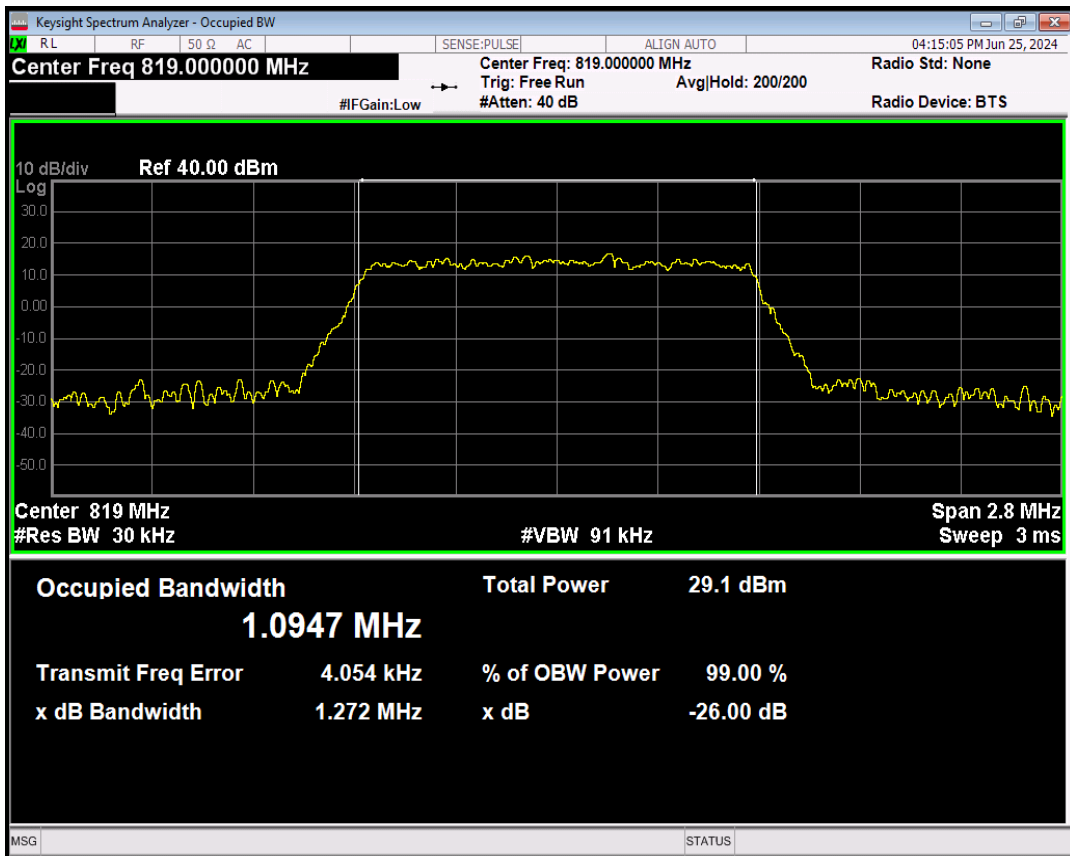 Keysight Spectrum Analyzer - Occupied BW
LXI RL RF 50 Ω AC SENSE:PULSE ALIGN AUTO 04:15:05 PM Jun 25, 2024
Center Freq 819.000000 MHz Center Freq: 819.000000 MHz Radio Std: None
Trig: Free Run Avg|Hold: 200/200
#IFGain:Low #Atten: 40 dB Radio Device: BTS
10 dB/div Ref 40.00 dBm
Log
30.0
20.0
10.0
0.00
-10.0
-20.0
-30.0
-40.0
-50.0
Center 819 MHz Span 2.8 MHz
#Res BW 30 kHz #VBW 91 kHz Sweep 3 ms
Occupied Bandwidth Total Power 29.1 dBm
1.0947 MHz
Transmit Freq Error 4.054 kHz % of OBW Power 99.00 %
x dB Bandwidth 1.272 MHz x dB -26.00 dB
MSG STATUS